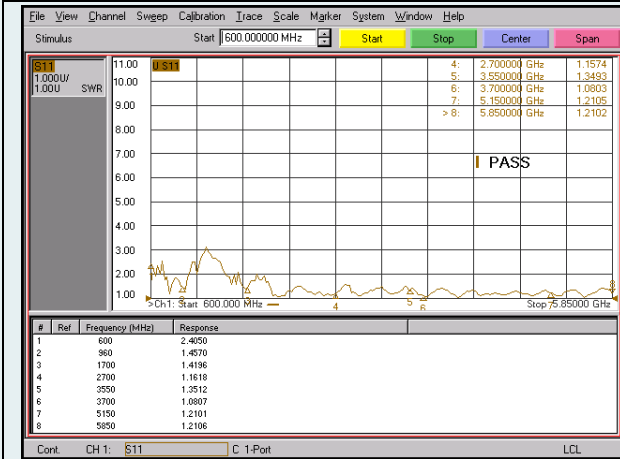 File View Channel Sweep Calibration Trace Scale Marker System Window Help
Stimulus Start 600.000000 MHz Start Stop Center Span
S11
1.000U/
1.00U SWR
11.00
10.00
9.00
8.00
7.00
6.00
5.00
4.00
3.00
2.00
1.00
U S11
4: 2.700000 GHz 1.1574
5: 3.550000 GHz 1.3493
6: 3.700000 GHz 1.0803
7: 5.150000 GHz 1.2105
> 8: 5.850000 GHz 1.2102
PASS
4 5 6 7 8
>Ch1: Start 600.000 MHz Stop 5.85000 GHz
# Ref Frequency (MHz) Response
1 600 2.4050
2 960 1.4570
3 1700 1.4196
4 2700 1.1618
5 3550 1.3512
6 3700 1.0807
7 5150 1.2101
8 5850 1.2106
Cont. CH 1: S11 C 1-Port LCL